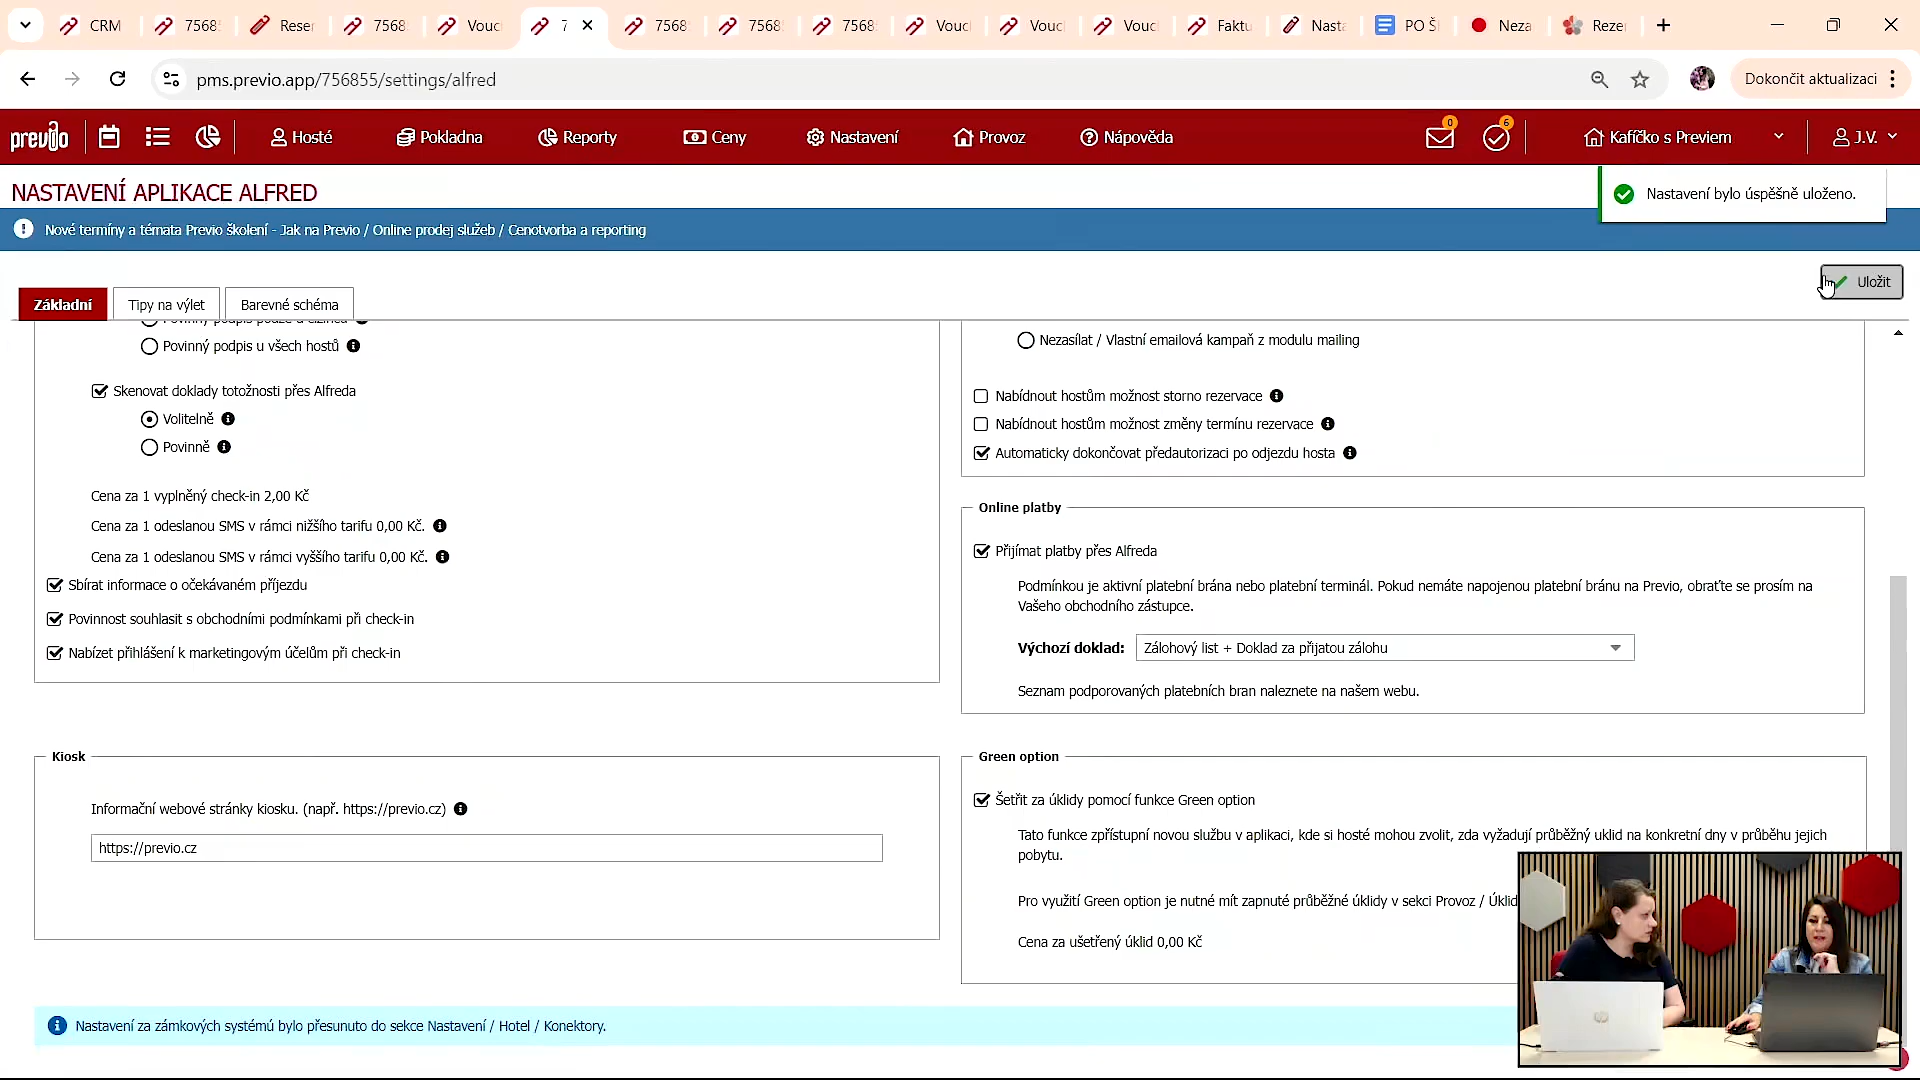 CRM
7568
Rese
7568
Vouc
7
7568
7568
7568
Vouc
Vouc
Vouc
Faktu
Nasta
PO Š
Neza
Reze
pms.previo.app/756855/settings/alfred
Dokončit aktualizaci
previo
Hosté
Pokladna
Reporty
Ceny
Nastavení
Provoz
Nápověda
0
6
Kafíčko s Previem
J.V.
NASTAVENÍ APLIKACE ALFRED
Nastavení bylo úspěšně uloženo.
Nové termíny a témata Previo školení - Jak na Previo / Online prodej služeb / Cenotvorba a reporting
Uložit
Základní
Tipy na výlet
Barevné schéma
Povinný podpis u všech hostů
Skenovat doklady totožnosti přes Alfreda
Volitelně
Povinně
Cena za 1 vyplněný check-in 2,00 Kč
Cena za 1 odeslanou SMS v rámci nižšího tarifu 0,00 Kč.
Cena za 1 odeslanou SMS v rámci vyššího tarifu 0,00 Kč.
Sbírat informace o očekávaném příjezdu
Povinnost souhlasit s obchodními podmínkami při check-in
Nabízet přihlášení k marketingovým účelům při check-in
Nezasílat / Vlastní emailová kampaň z modulu mailing
Nabídnout hostům možnost storno rezervace
Nabídnout hostům možnost změny termínu rezervace
Automaticky dokončovat předautorizaci po odjezdu hosta
Online platby
Přijímat platby přes Alfreda
Podmínkou je aktivní platební brána nebo platební terminál. Pokud nemáte napojenou platební bránu na Previo, obraťte se prosím na
Vašeho obchodního zástupce.
Výchozí doklad:
Zálohový list + Doklad za přijatou zálohu
Seznam podporovaných platebních bran naleznete na našem webu.
Kiosk
Informační webové stránky kiosku. (např. https://previo.cz)
https://previo.cz
Green option
Šetřit za úklidy pomocí funkce Green option
Tato funkce zpřístupní novou službu v aplikaci, kde si hosté mohou zvolit, zda vyžadují průběžný uklid na konkretní dny v průběhu jejich
pobytu.
Pro využití Green option je nutné mít zapnuté průběžné úklidy v sekci Provoz / Úklid
Cena za ušetřený úklid 0,00 Kč
Nastavení za zámkových systémů bylo přesunuto do sekce Nastavení / Hotel / Konektory.